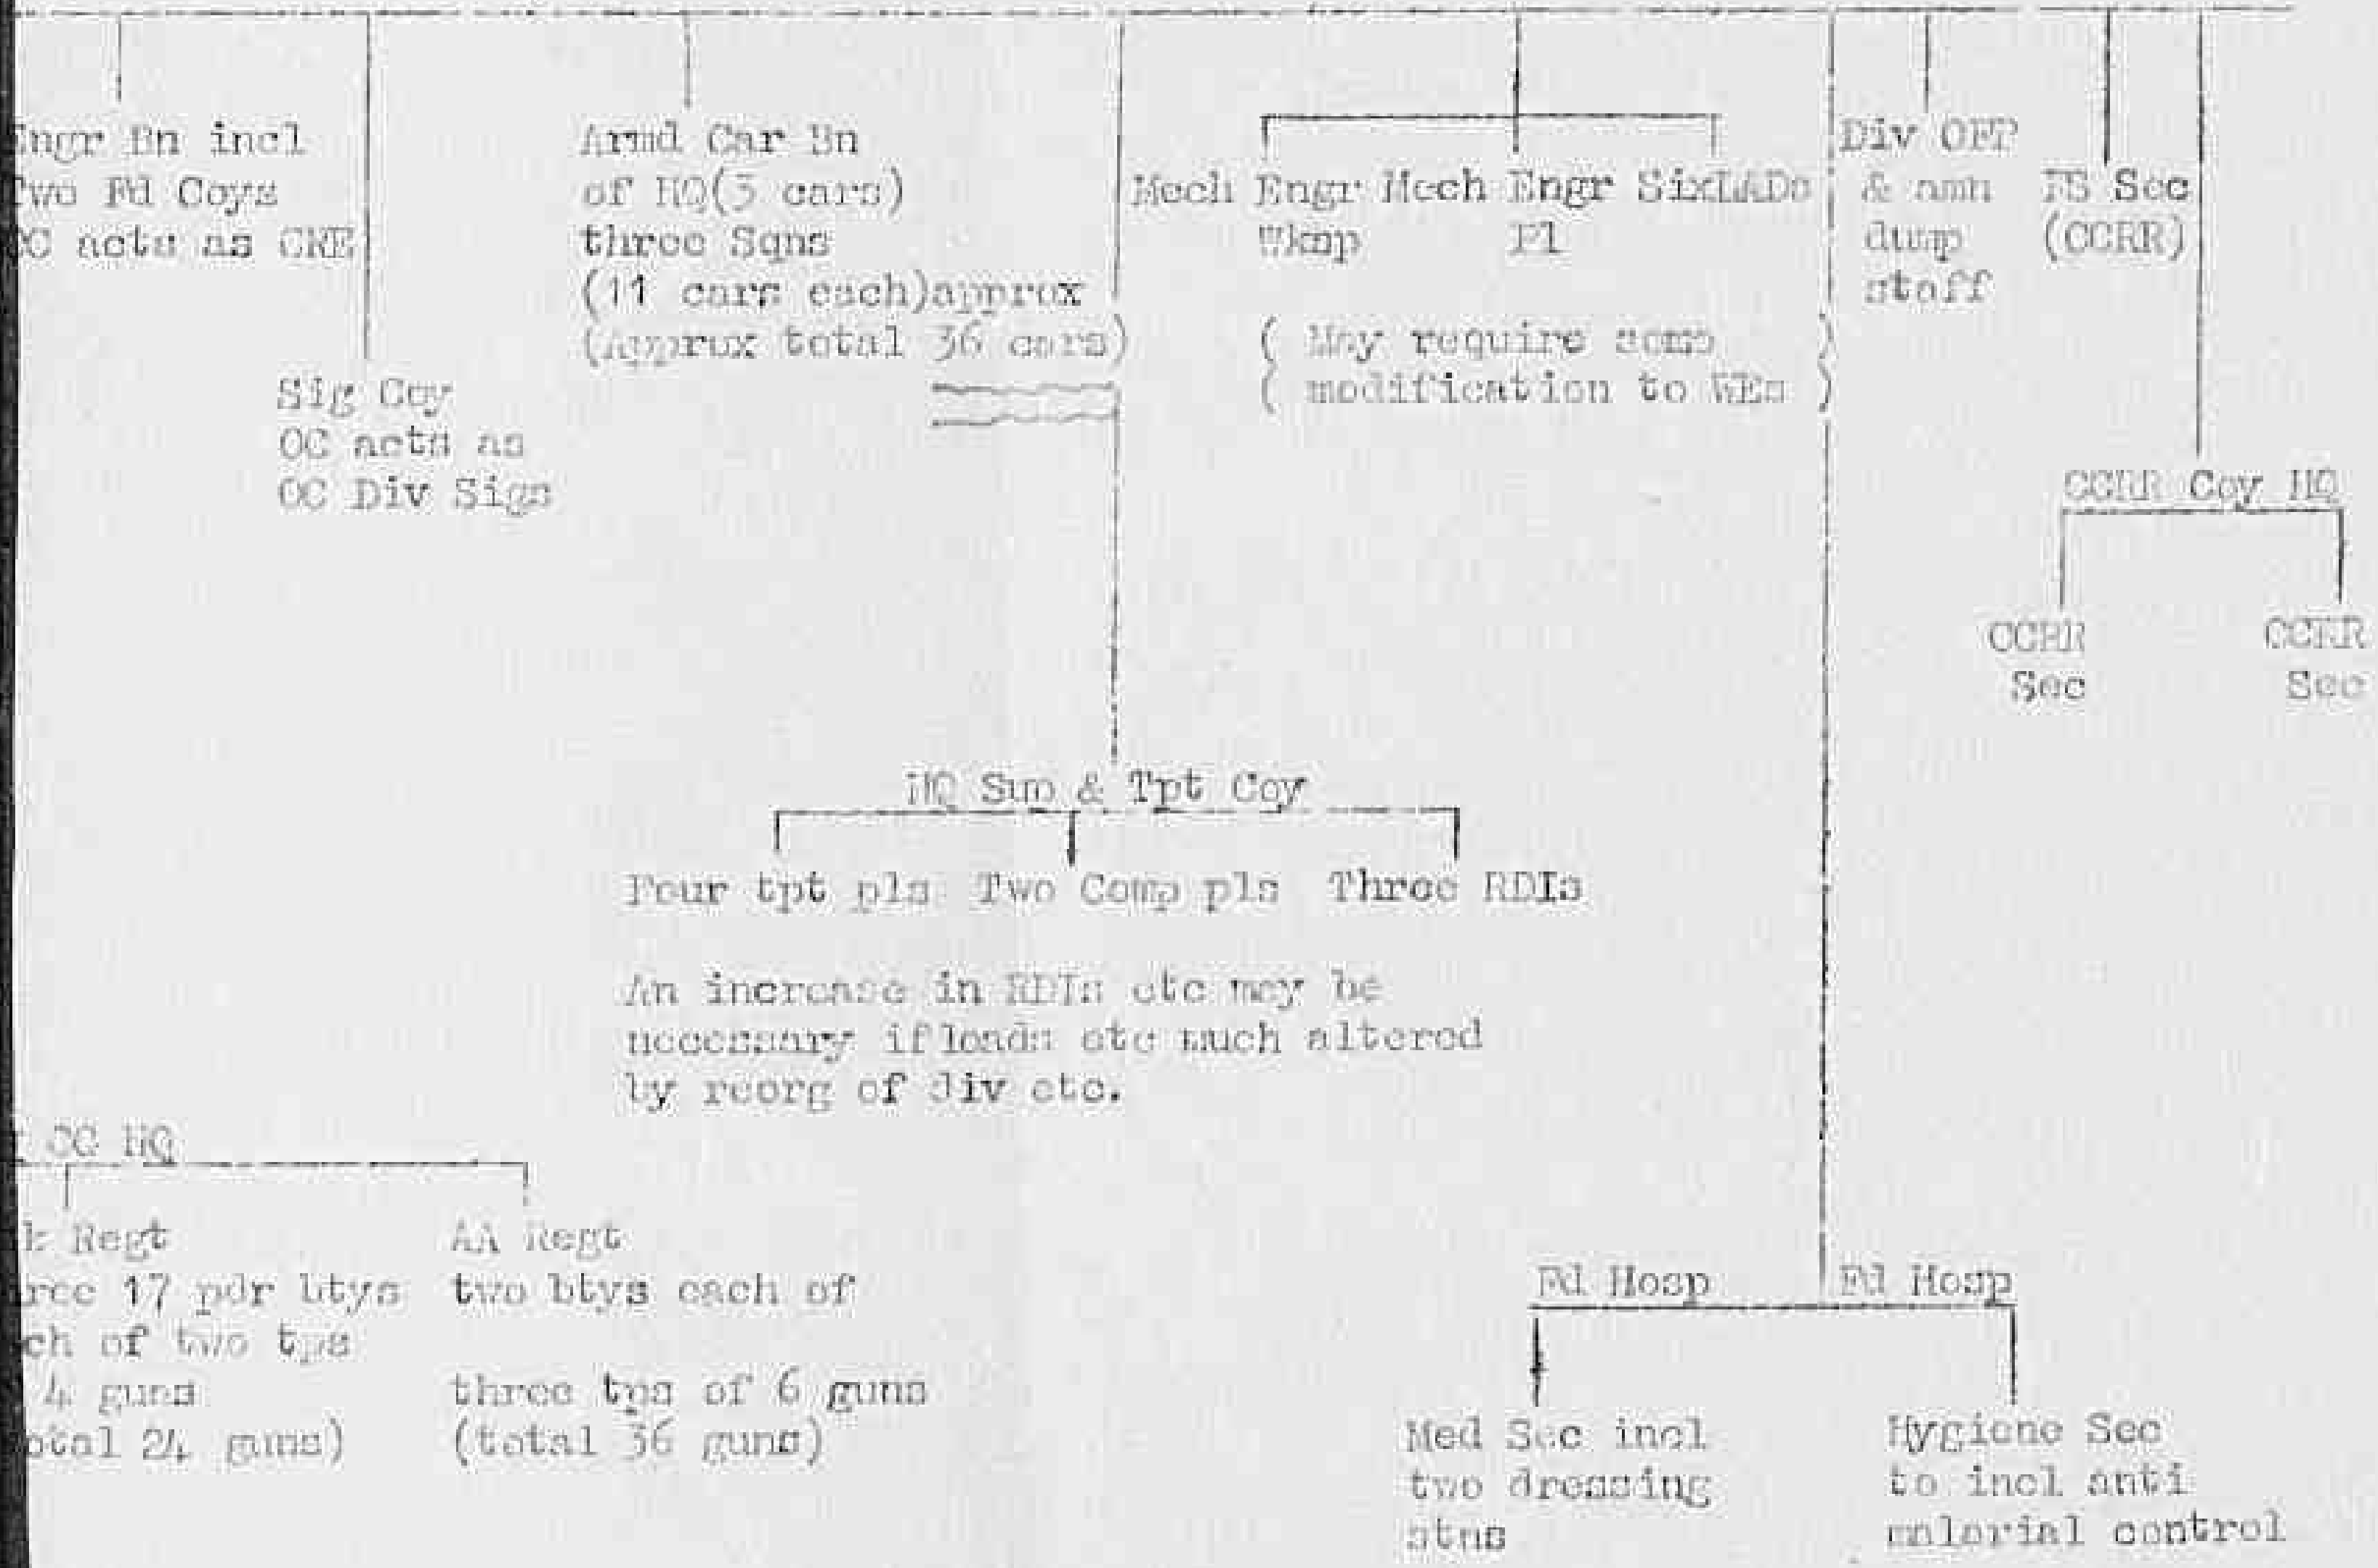 Engr Bn incl
Two Fd Coys
OC acts as CRE
Sig Coy
OC acts as
OC Div Sigs
Armd Car Bn
of HQ(3 cars)
three Sqns
(11 cars each)approx
(Approx total 36 cars)
Mech Engr
Wksp
Mech Engr
Pl
SixLADs
( May require some )
( modification to WEs )
Div OFP
& amn
dump
staff
FS Sec
(CCRR)
CCRR Coy HQ
CCRR
Sec
CCRR
Sec
HQ Sup & Tpt Coy
Four tpt pls
Two Comp pls
Three RDIs
An increase in RDIs etc may be
necessary if loads etc much altered
by reorg of div etc.
CG HQ
k Regt
ree 17 pdr btys
ch of two tps
4 guns
otal 24 guns)
AA Regt
two btys each of
three tps of 6 guns
(total 36 guns)
Fd Hosp
Fd Hosp
Med Sec incl
two dressing
stns
Hygiene Sec
to incl anti
malarial control